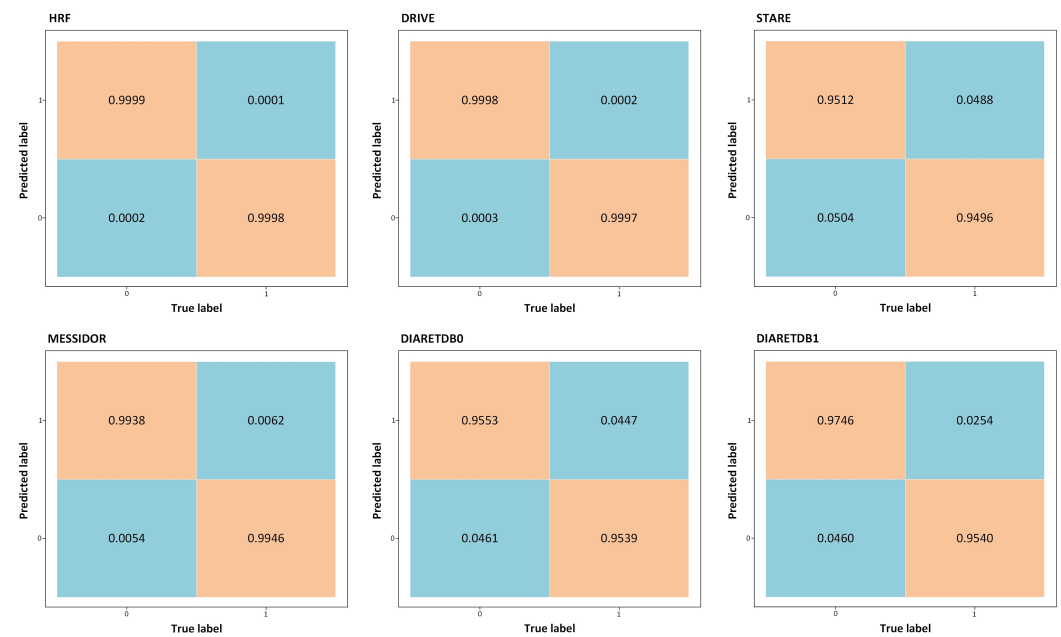 HRF
DRIVE
STARE
Predicted label
1
0.9999
0.0001
Predicted label
1
0.9998
0.0002
Predicted label
1
0.9512
0.0488
0
0.0002
0.9998
0
0.0003
0.9997
0
0.0504
0.9496
0
1
0
1
0
1
True label
True label
True label
MESSIDOR
DIARETDB0
DIARETDB1
Predicted label
1
0.9938
0.0062
Predicted label
1
0.9553
0.0447
Predicted label
1
0.9746
0.0254
0
0.0054
0.9946
0
0.0461
0.9539
0
0.0460
0.9540
0
1
0
1
0
1
True label
True label
True label